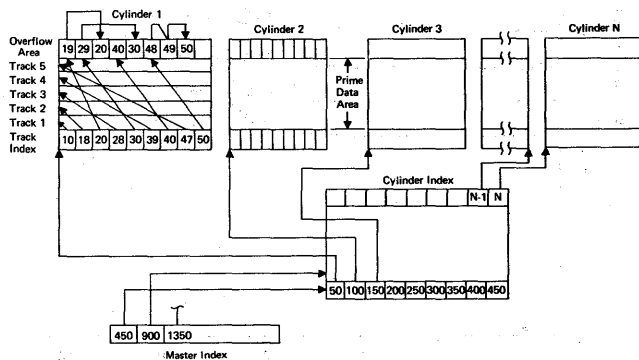 Cylinder 1
Cylinder 2
Cylinder 3
Cylinder N
Overflow
Area
19 29 20 40 30 48 49 50
Track 5
Track 4
Track 3
Track 2
Track 1
Track
Index
10 18 20 28 30 39 40 47 50
Prime
Data
Area
Cylinder Index
N-1 N
50 100 150 200 250 300 350 400 450
450 900 1350
Master Index